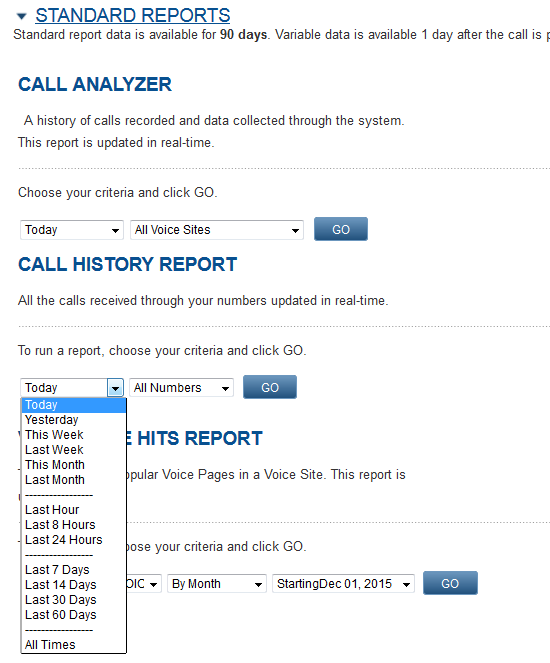 STANDARD REPORTS
Standard report data is available for 90 days. Variable data is available 1 day after the call is
CALL ANALYZER
A history of calls recorded and data collected through the system.
This report is updated in real-time.
Choose your criteria and click GO.
Today All Voice Sites GO
CALL HISTORY REPORT
All the calls received through your numbers updated in real-time.
To run a report, choose your criteria and click GO.
Today All Numbers GO
Today
Yesterday
This Week
Last Week
This Month
Last Month
-----------------
Last Hour
Last 8 Hours
Last 24 Hours
-----------------
Last 7 Days
Last 14 Days
Last 30 Days
Last 60 Days
-----------------
All Times
E HITS REPORT
opular Voice Pages in a Voice Site. This report is
oose your criteria and click GO.
OIC By Month StartingDec 01, 2015 GO